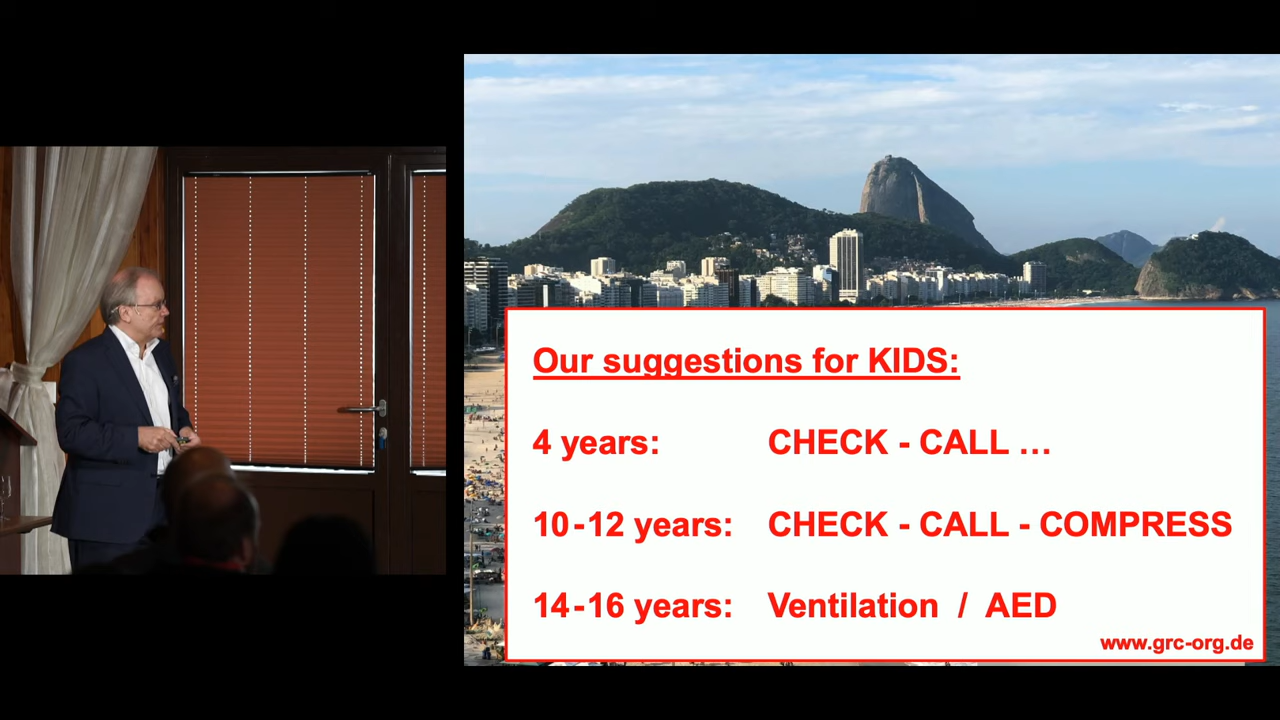 Our suggestions for KIDS:
4 years: CHECK - CALL ...
10-12 years: CHECK - CALL - COMPRESS
14-16 years: Ventilation / AED
www.grc-org.de